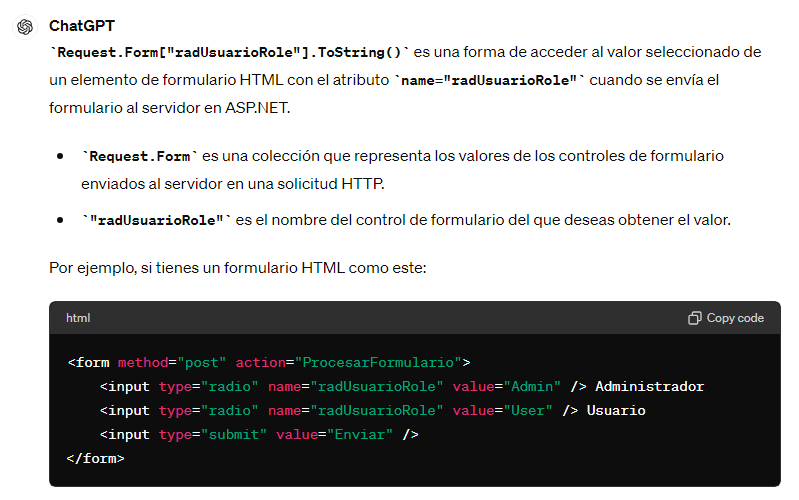 ChatGPT
`Request.Form["radUsuarioRole"].ToString()` es una forma de acceder al valor seleccionado de
un elemento de formulario HTML con el atributo `name="radUsuarioRole"` cuando se envía el
formulario al servidor en ASP.NET.
• `Request.Form` es una colección que representa los valores de los controles de formulario
enviados al servidor en una solicitud HTTP.
• `"radUsuarioRole"` es el nombre del control de formulario del que deseas obtener el valor.
Por ejemplo, si tienes un formulario HTML como este:
html Copy code
<form method="post" action="ProcesarFormulario">
    <input type="radio" name="radUsuarioRole" value="Admin" /> Administrador
    <input type="radio" name="radUsuarioRole" value="User" /> Usuario
    <input type="submit" value="Enviar" />
</form>